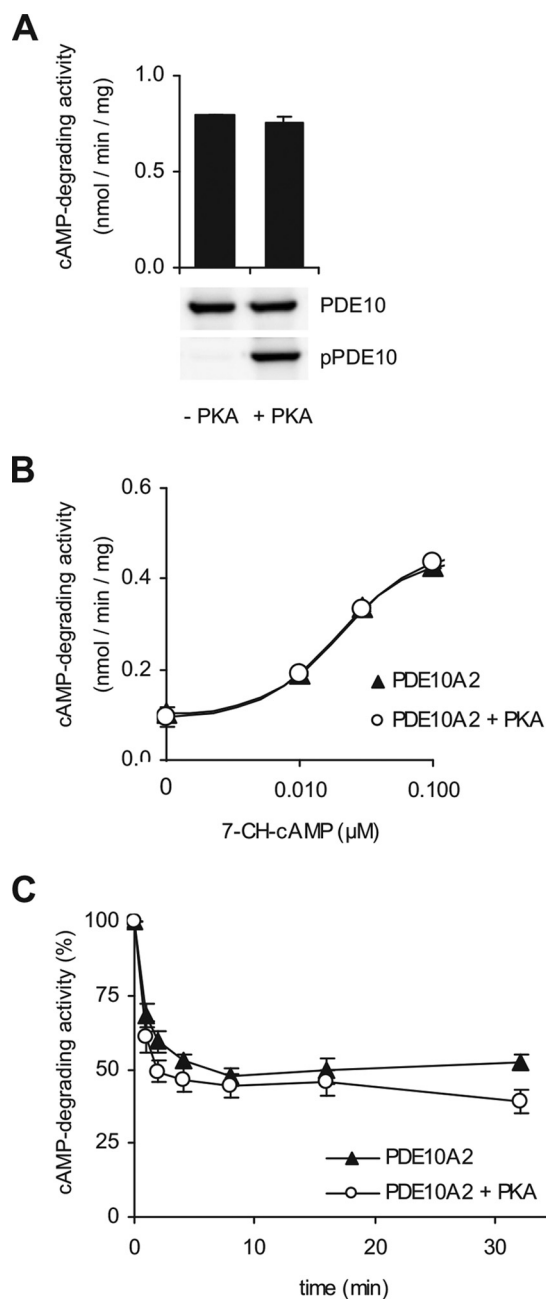 A
cAMP-degrading activity
(nmol / min / mg)
1.0
0.5
0.0
PDE10
pPDE10
- PKA + PKA
B
cAMP-degrading activity
(nmol / min / mg)
0.6
0.4
0.2
0.0
PDE10A2
PDE10A2 + PKA
0 0.010 0.100
7-CH-cAMP (µM)
C
cAMP-degrading activity (%)
100
75
50
25
0
PDE10A2
PDE10A2 + PKA
0 10 20 30
time (min)